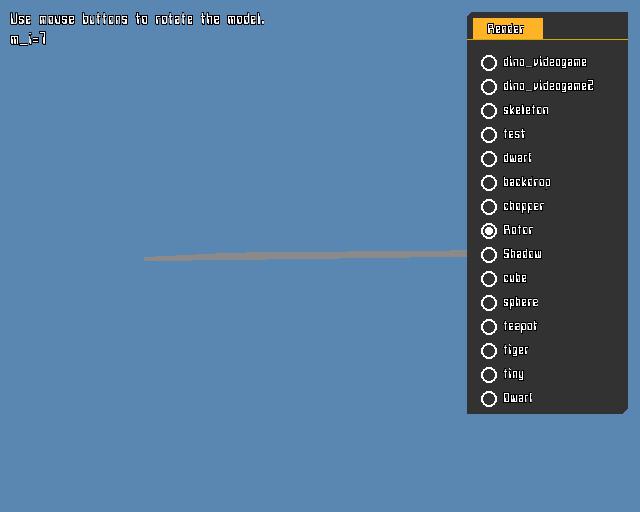 Use mouse buttons to rotate the model.
m_i=7
Render
dino_videogame
dino_videogame2
skeleton
test
dwarf
backdrop
chopper
Rotor
Shadow
cube
sphere
teapot
tiger
tiny
Dwarf